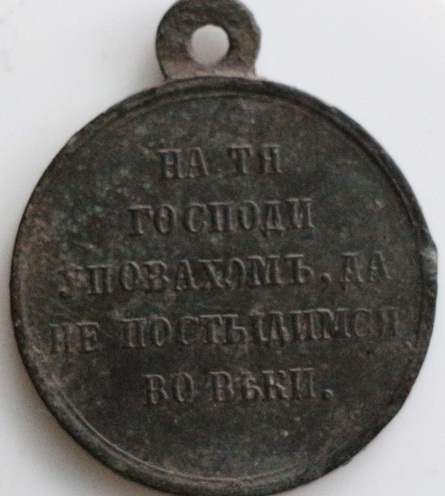 НА ТЯ
ГОСПОДИ
УПОВАХОМЪ, ДА
НЕ ПОСТЫДИМСЯ
ВО ВѢКИ.